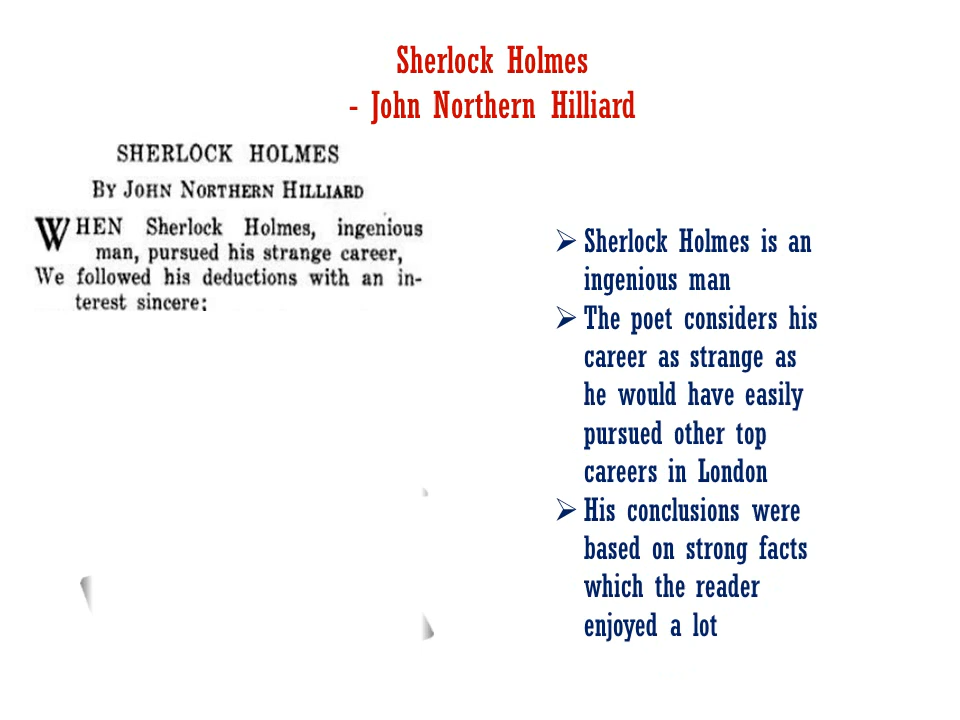 Sherlock Holmes
- John Northern Hilliard
SHERLOCK HOLMES
BY JOHN NORTHERN HILLIARD
WHEN Sherlock Holmes, ingenious
man, pursued his strange career,
We followed his deductions with an in-
terest sincere;
➢ Sherlock Holmes is an
ingenious man
➢ The poet considers his
career as strange as
he would have easily
pursued other top
careers in London
➢ His conclusions were
based on strong facts
which the reader
enjoyed a lot